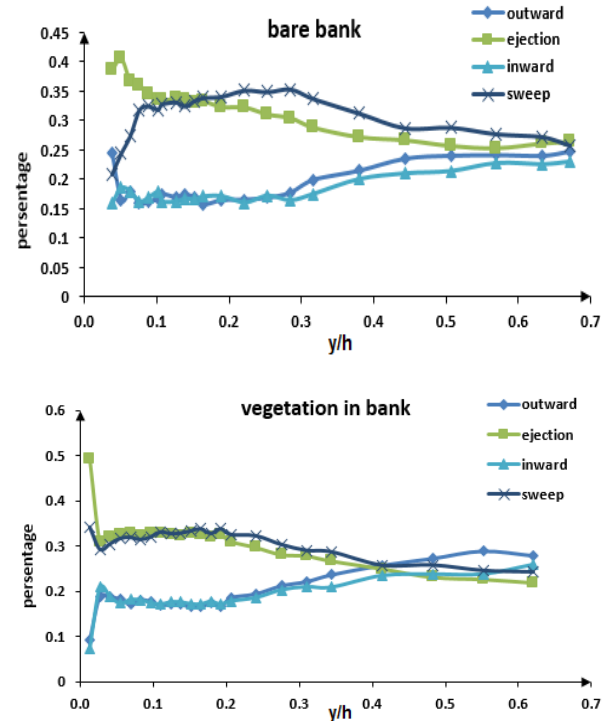 bare bank
outward
ejection
inward
sweep
persentage
0.45
0.4
0.35
0.3
0.25
0.2
0.15
0.1
0.05
0
0.0 0.1 0.2 0.3 0.4 0.5 0.6 0.7
y/h
vegetation in bank
outward
ejection
inward
sweep
persentage
0.6
0.5
0.4
0.3
0.2
0.1
0
0.0 0.1 0.2 0.3 0.4 0.5 0.6 0.7
y/h